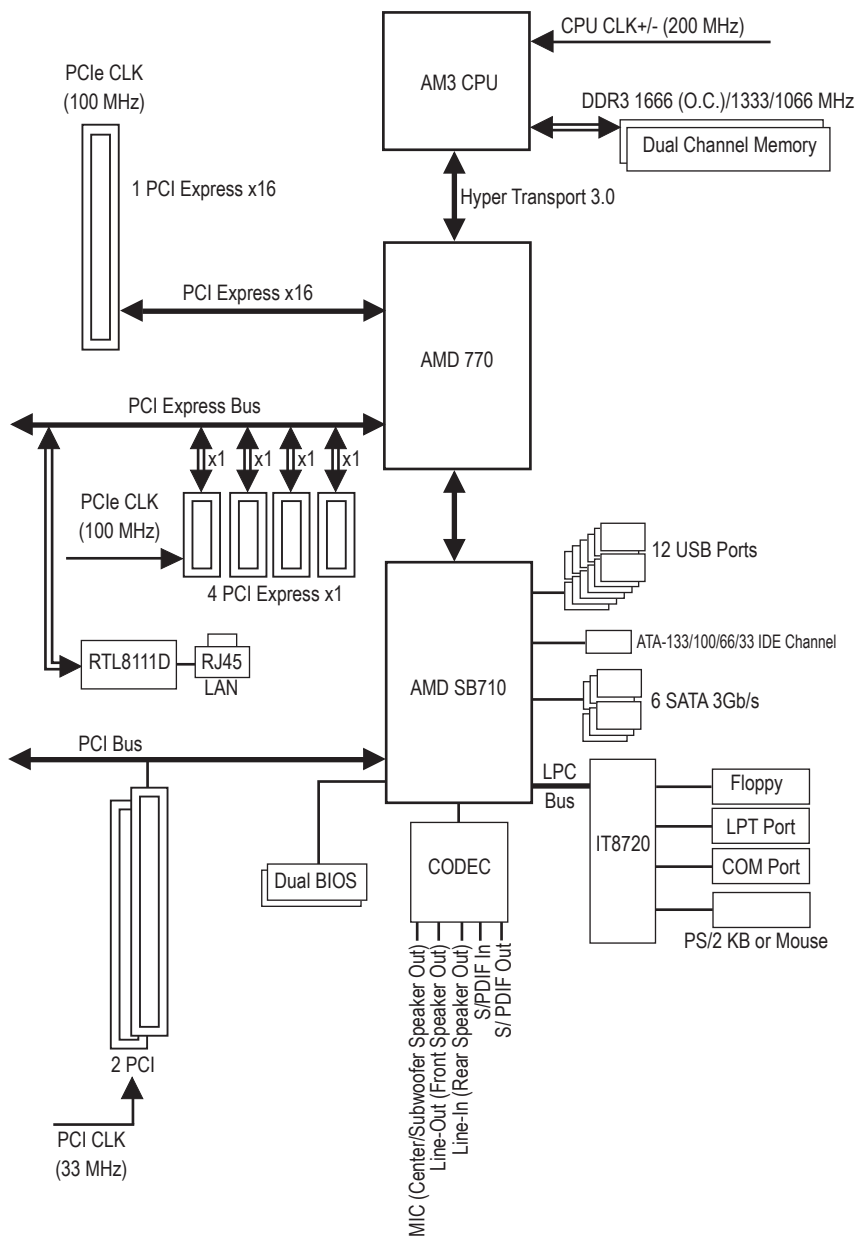 CPU CLK+/- (200 MHz)
PCIe CLK
(100 MHz)
AM3 CPU
DDR3 1666 (O.C.)/1333/1066 MHz
Dual Channel Memory
1 PCI Express x16
Hyper Transport 3.0
PCI Express x16
AMD 770
PCI Express Bus
x1
x1
x1
x1
PCIe CLK
(100 MHz)
12 USB Ports
4 PCI Express x1
ATA-133/100/66/33 IDE Channel
RTL8111D
RJ45
LAN
AMD SB710
6 SATA 3Gb/s
PCI Bus
LPC
Bus
Floppy
LPT Port
IT8720
COM Port
Dual BIOS
CODEC
PS/2 KB or Mouse
MIC (Center/Subwoofer Speaker Out)
Line-Out (Front Speaker Out)
Line-In (Rear Speaker Out)
S/PDIF In
S/ PDIF Out
2 PCI
PCI CLK
(33 MHz)